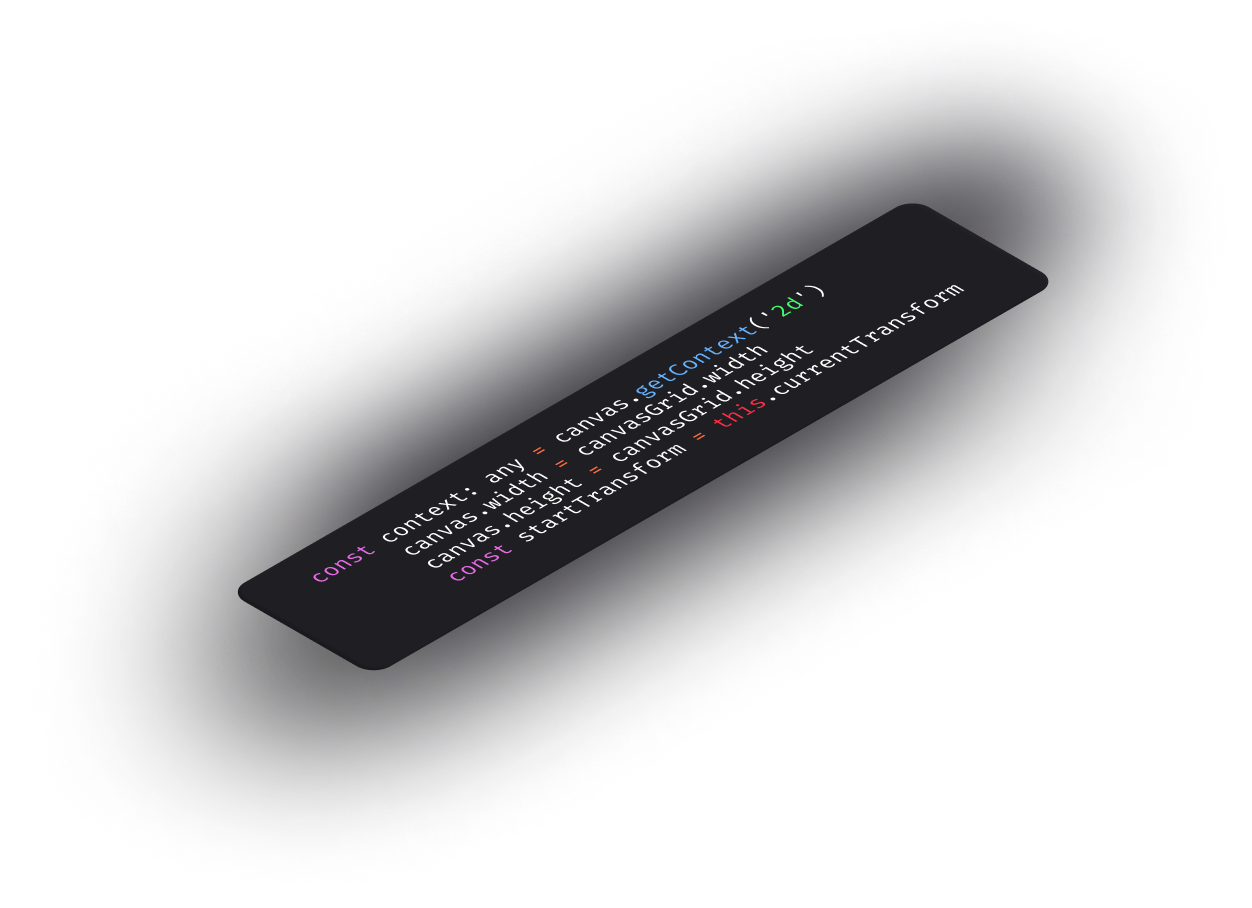 const context: any = canvas.getContext('2d')
canvas.width = canvasGrid.width
canvas.height = canvasGrid.height
const startTransform = this.currentTransform